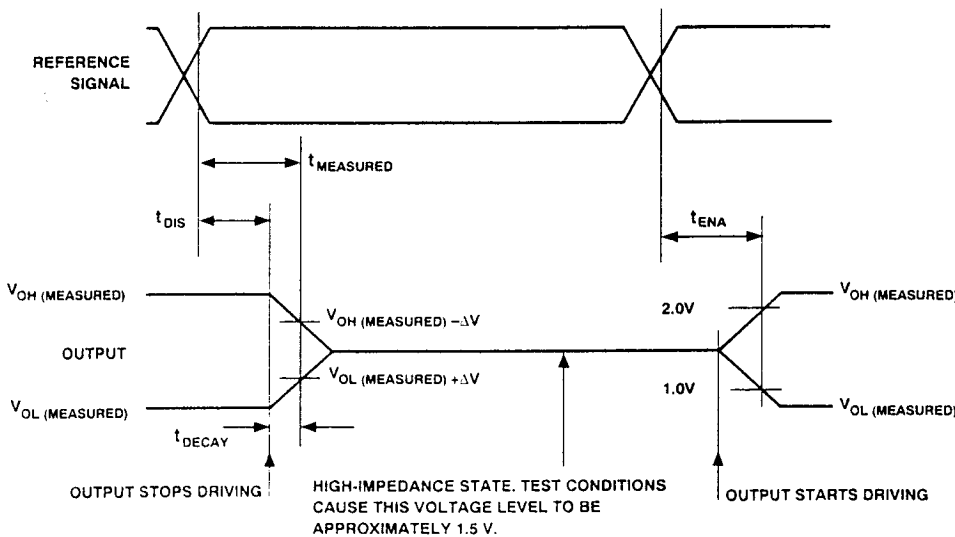 REFERENCE
SIGNAL
tMEASURED
tDIS
tENA
VOH (MEASURED)
VOH (MEASURED) –ΔV
2.0V
VOH (MEASURED)
OUTPUT
VOL (MEASURED) +ΔV
1.0V
VOL (MEASURED)
VOL (MEASURED)
tDECAY
OUTPUT STOPS DRIVING
HIGH-IMPEDANCE STATE. TEST CONDITIONS
CAUSE THIS VOLTAGE LEVEL TO BE
APPROXIMATELY 1.5 V.
OUTPUT STARTS DRIVING